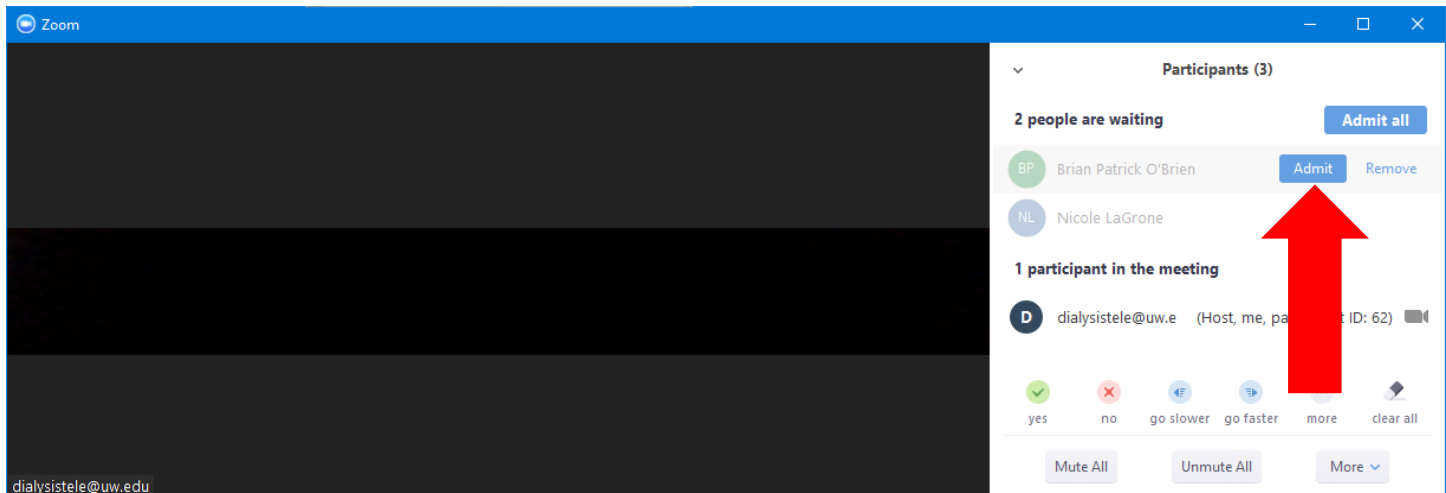 Zoom
Participants (3)
2 people are waiting
Admit all
BP Brian Patrick O'Brien Admit Remove
NL Nicole LaGrone
1 participant in the meeting
D dialysistele@uw.e (Host, me, pa t ID: 62)
yes no go slower go faster more clear all
Mute All Unmute All More
dialysistele@uw.edu